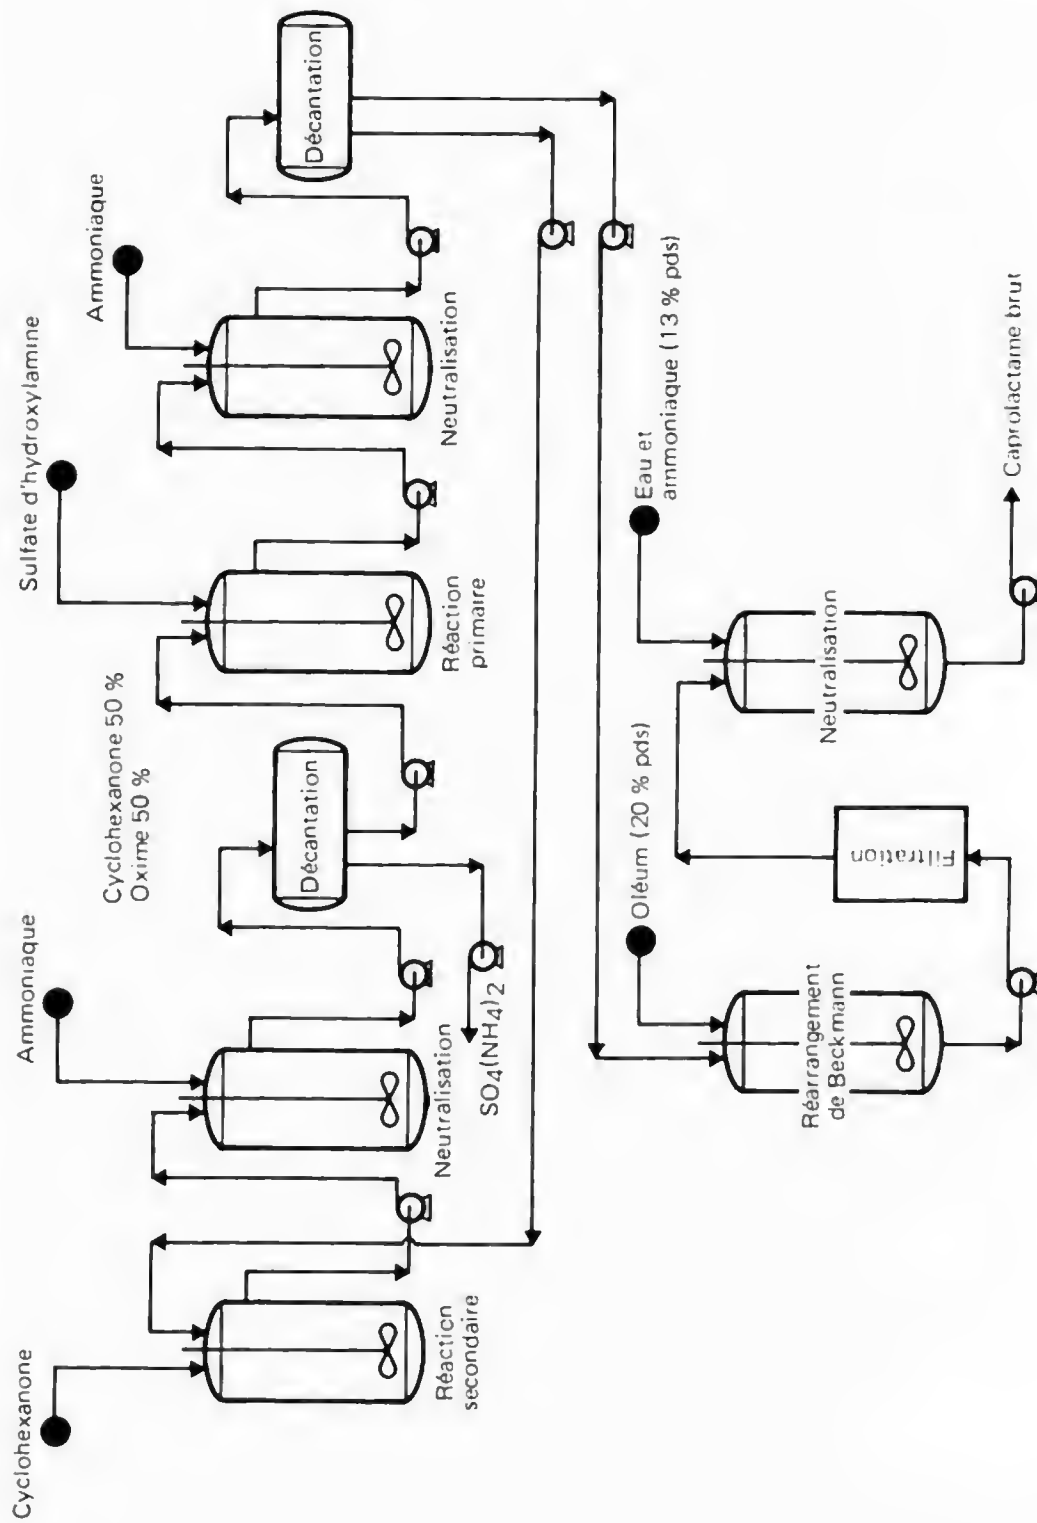 Cyclohexanone
Ammoniaque
Sulfate d'hydroxylamine
Ammoniaque
Cyclohexanone 50 %
Oxime 50 %
Décantation
Décantation
Réaction
secondaire
Neutralisation
SO4(NH4)2
Réaction
primaire
Neutralisation
Oléum (20 % pds)
Eau et
ammoniaque (13 % pds)
Réarrangement
de Beckmann
Filtration
Neutralisation
Caprolactame brut